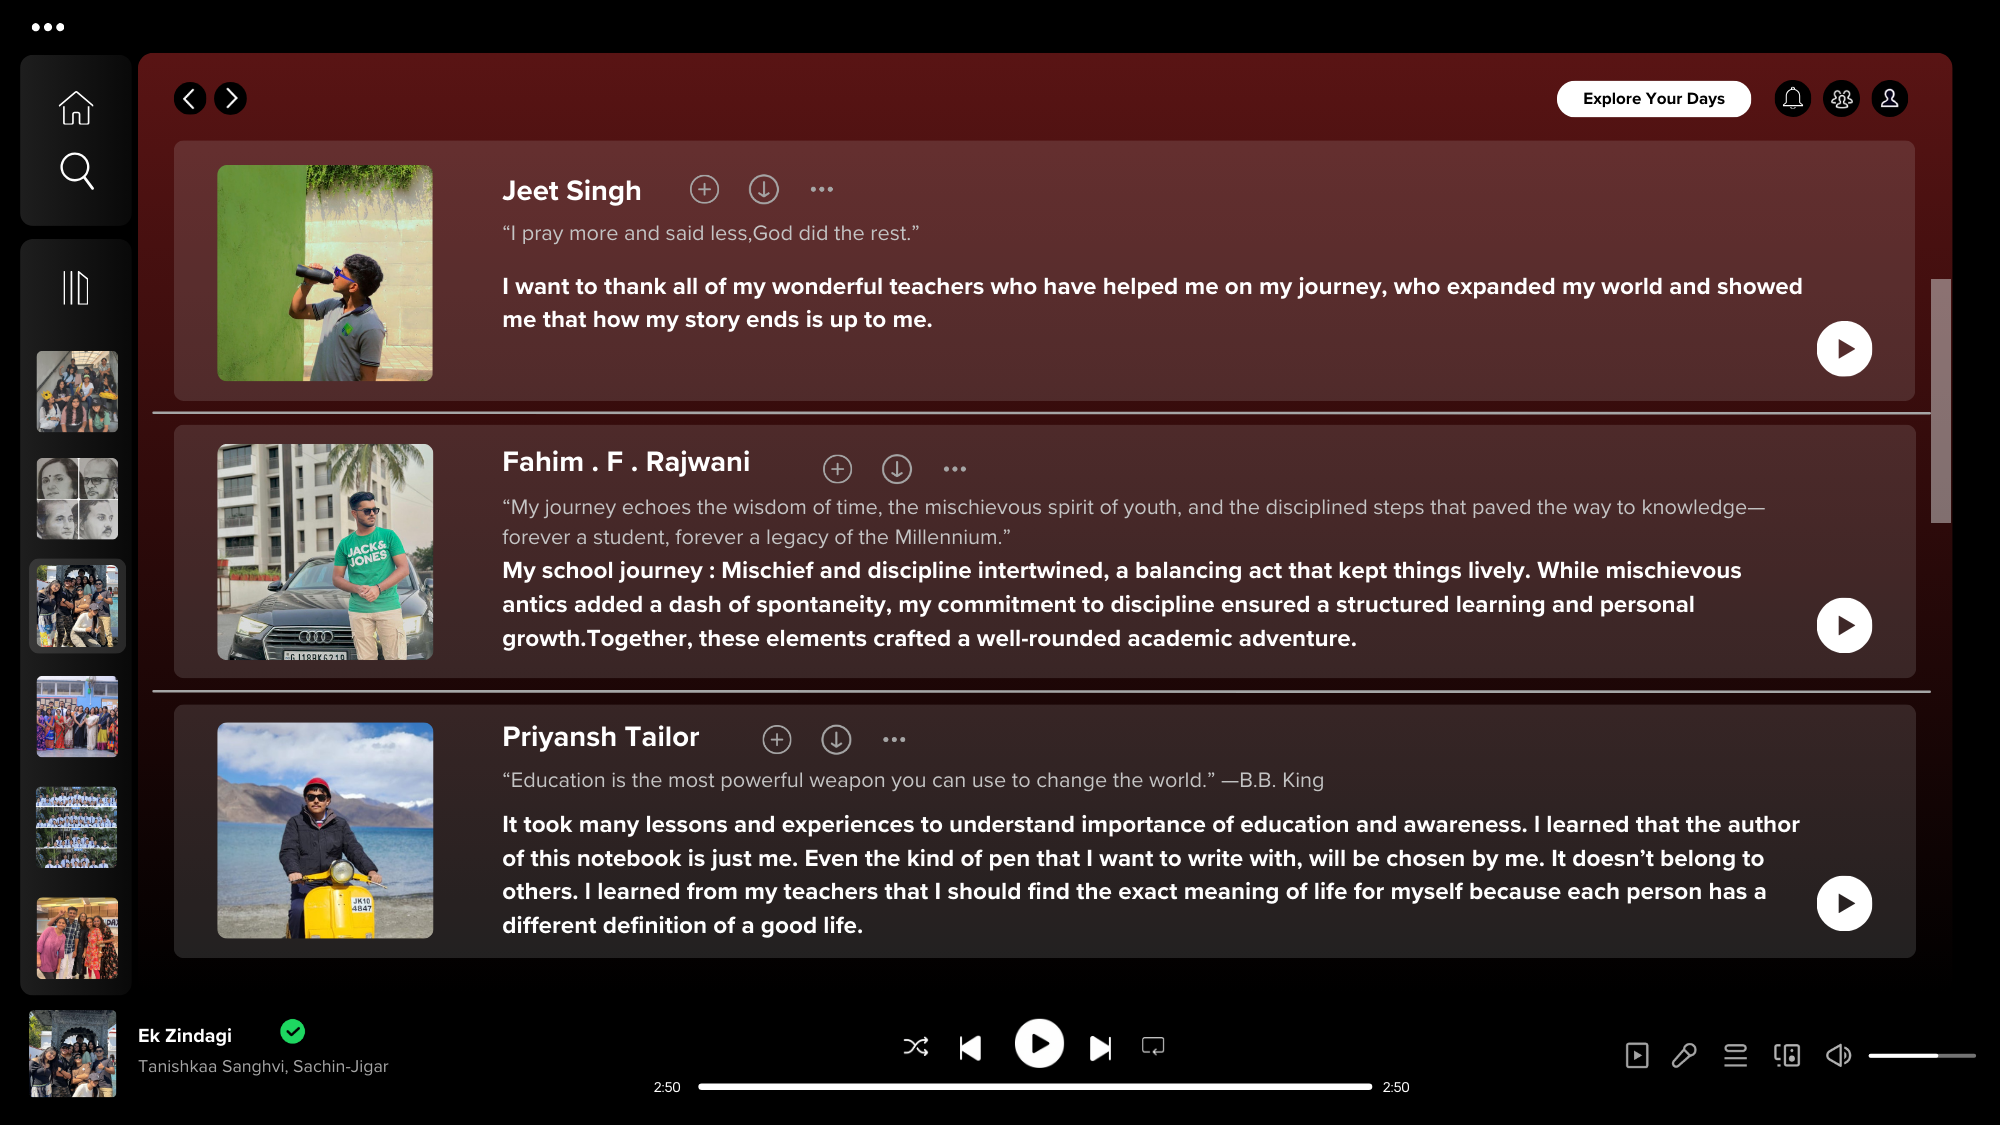 Explore Your Days
Jeet Singh
“I pray more and said less,God did the rest.”
I want to thank all of my wonderful teachers who have helped me on my journey, who expanded my world and showed
me that how my story ends is up to me.
Fahim . F . Rajwani
“My journey echoes the wisdom of time, the mischievous spirit of youth, and the disciplined steps that paved the way to knowledge—
forever a student, forever a legacy of the Millennium.”
My school journey : Mischief and discipline intertwined, a balancing act that kept things lively. While mischievous
antics added a dash of spontaneity, my commitment to discipline ensured a structured learning and personal
growth.Together, these elements crafted a well-rounded academic adventure.
JACK&
JONES
GJ18BK6219
Priyansh Tailor
“Education is the most powerful weapon you can use to change the world.” —B.B. King
It took many lessons and experiences to understand importance of education and awareness. I learned that the author
of this notebook is just me. Even the kind of pen that I want to write with, will be chosen by me. It doesn’t belong to
others. I learned from my teachers that I should find the exact meaning of life for myself because each person has a
different definition of a good life.
JK10
4847
Ek Zindagi
Tanishkaa Sanghvi, Sachin-Jigar
2:50
2:50